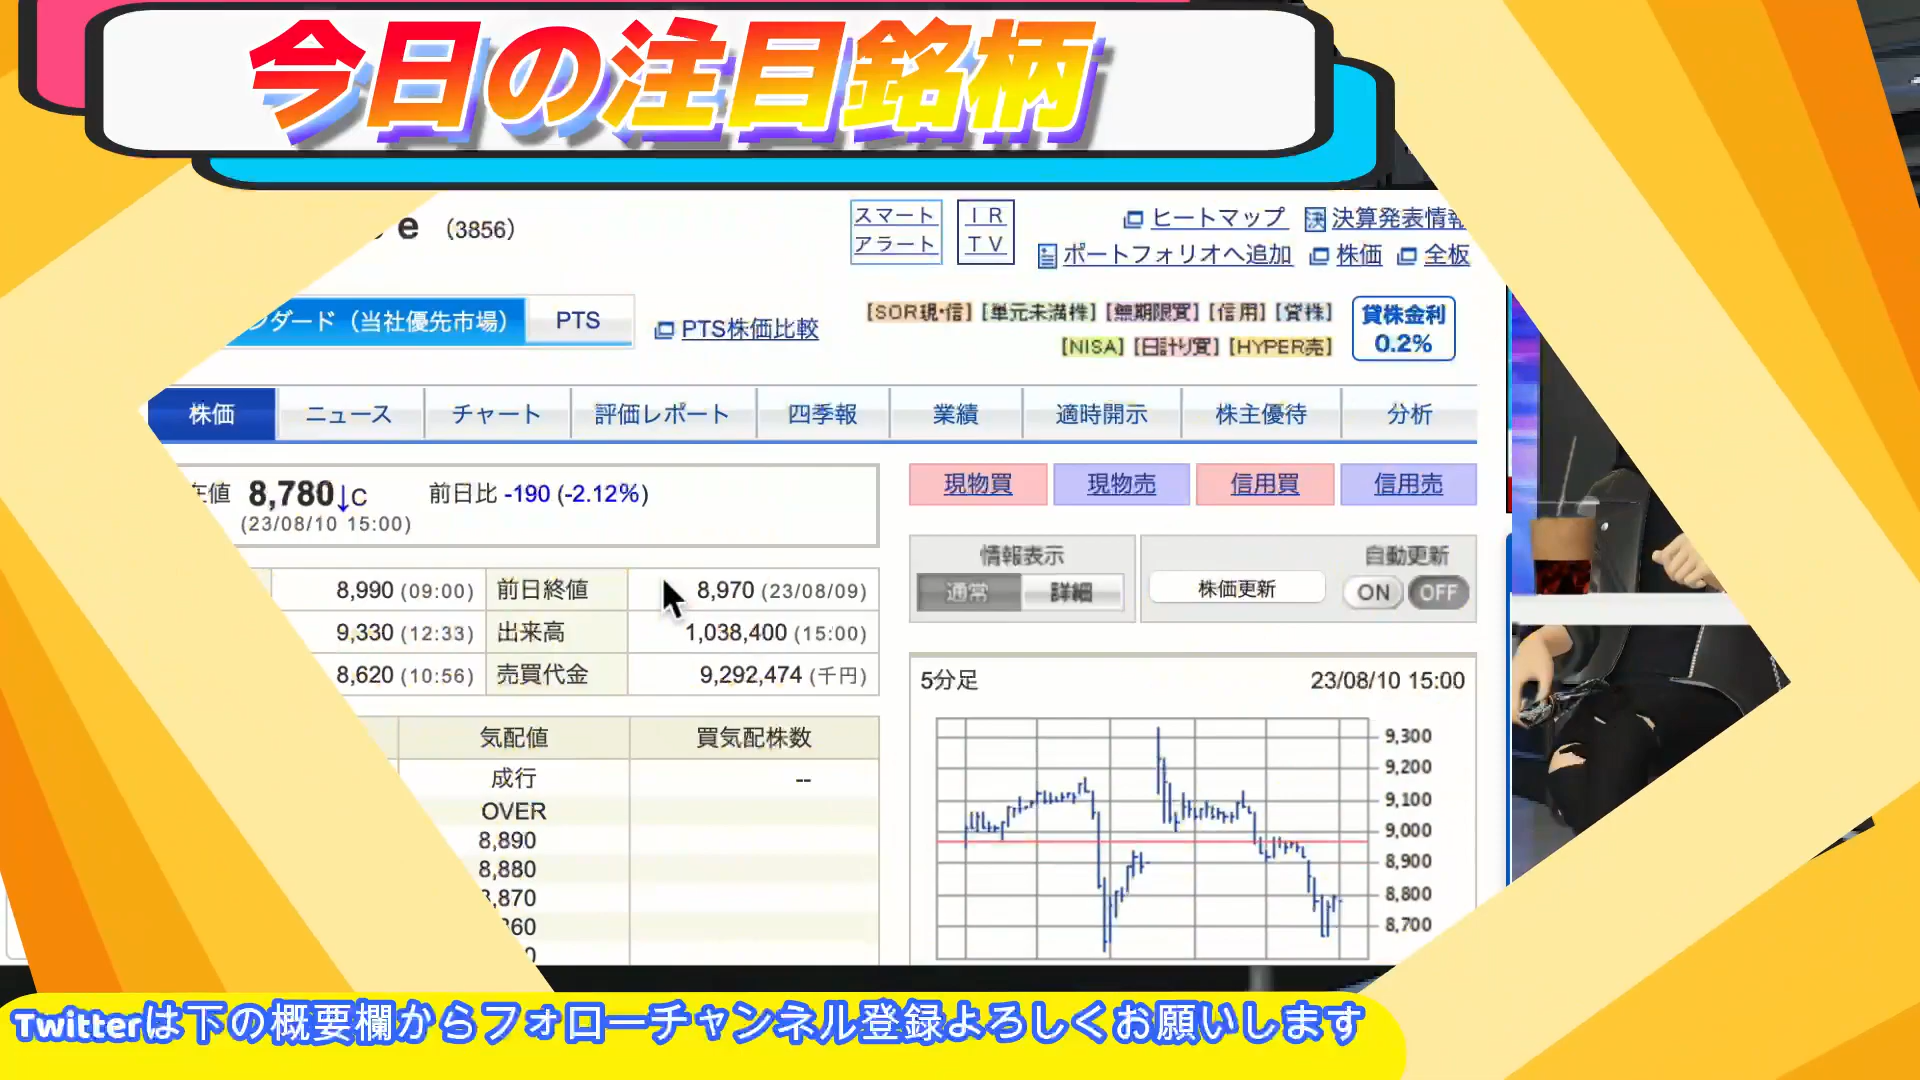 今日の注目銘柄
e （3856）
スマート
アラート
I R
T V
ヒートマップ
決 決算発表情報
ポートフォリオへ追加 株価 全板
ンダード（当社優先市場）
PTS
PTS株価比較
[SOR現・信] [単元未満株] [無期限買] [信用] [貸株]
[NISA] [日計り買] [HYPER売]
貸株金利
0.2%
株価 ニュース チャート 評価レポート 四季報 業績 適時開示 株主優待 分析
在値 8,780↓C 前日比 -190 (-2.12%)
(23/08/10 15:00)
現物買 現物売 信用買 信用売
情報表示
通常 詳細
株価更新
自動更新
ON OFF
8,990 (09:00) 前日終値 8,970 (23/08/09)
9,330 (12:33) 出来高 1,038,400 (15:00)
8,620 (10:56) 売買代金 9,292,474 (千円)
気配値 買気配株数
成行 --
OVER
8,890
8,880
8,870
860
0
5分足 23/08/10 15:00
9,300
9,200
9,100
9,000
8,900
8,800
8,700
Twitterは下の概要欄からフォローチャンネル登録よろしくお願いします